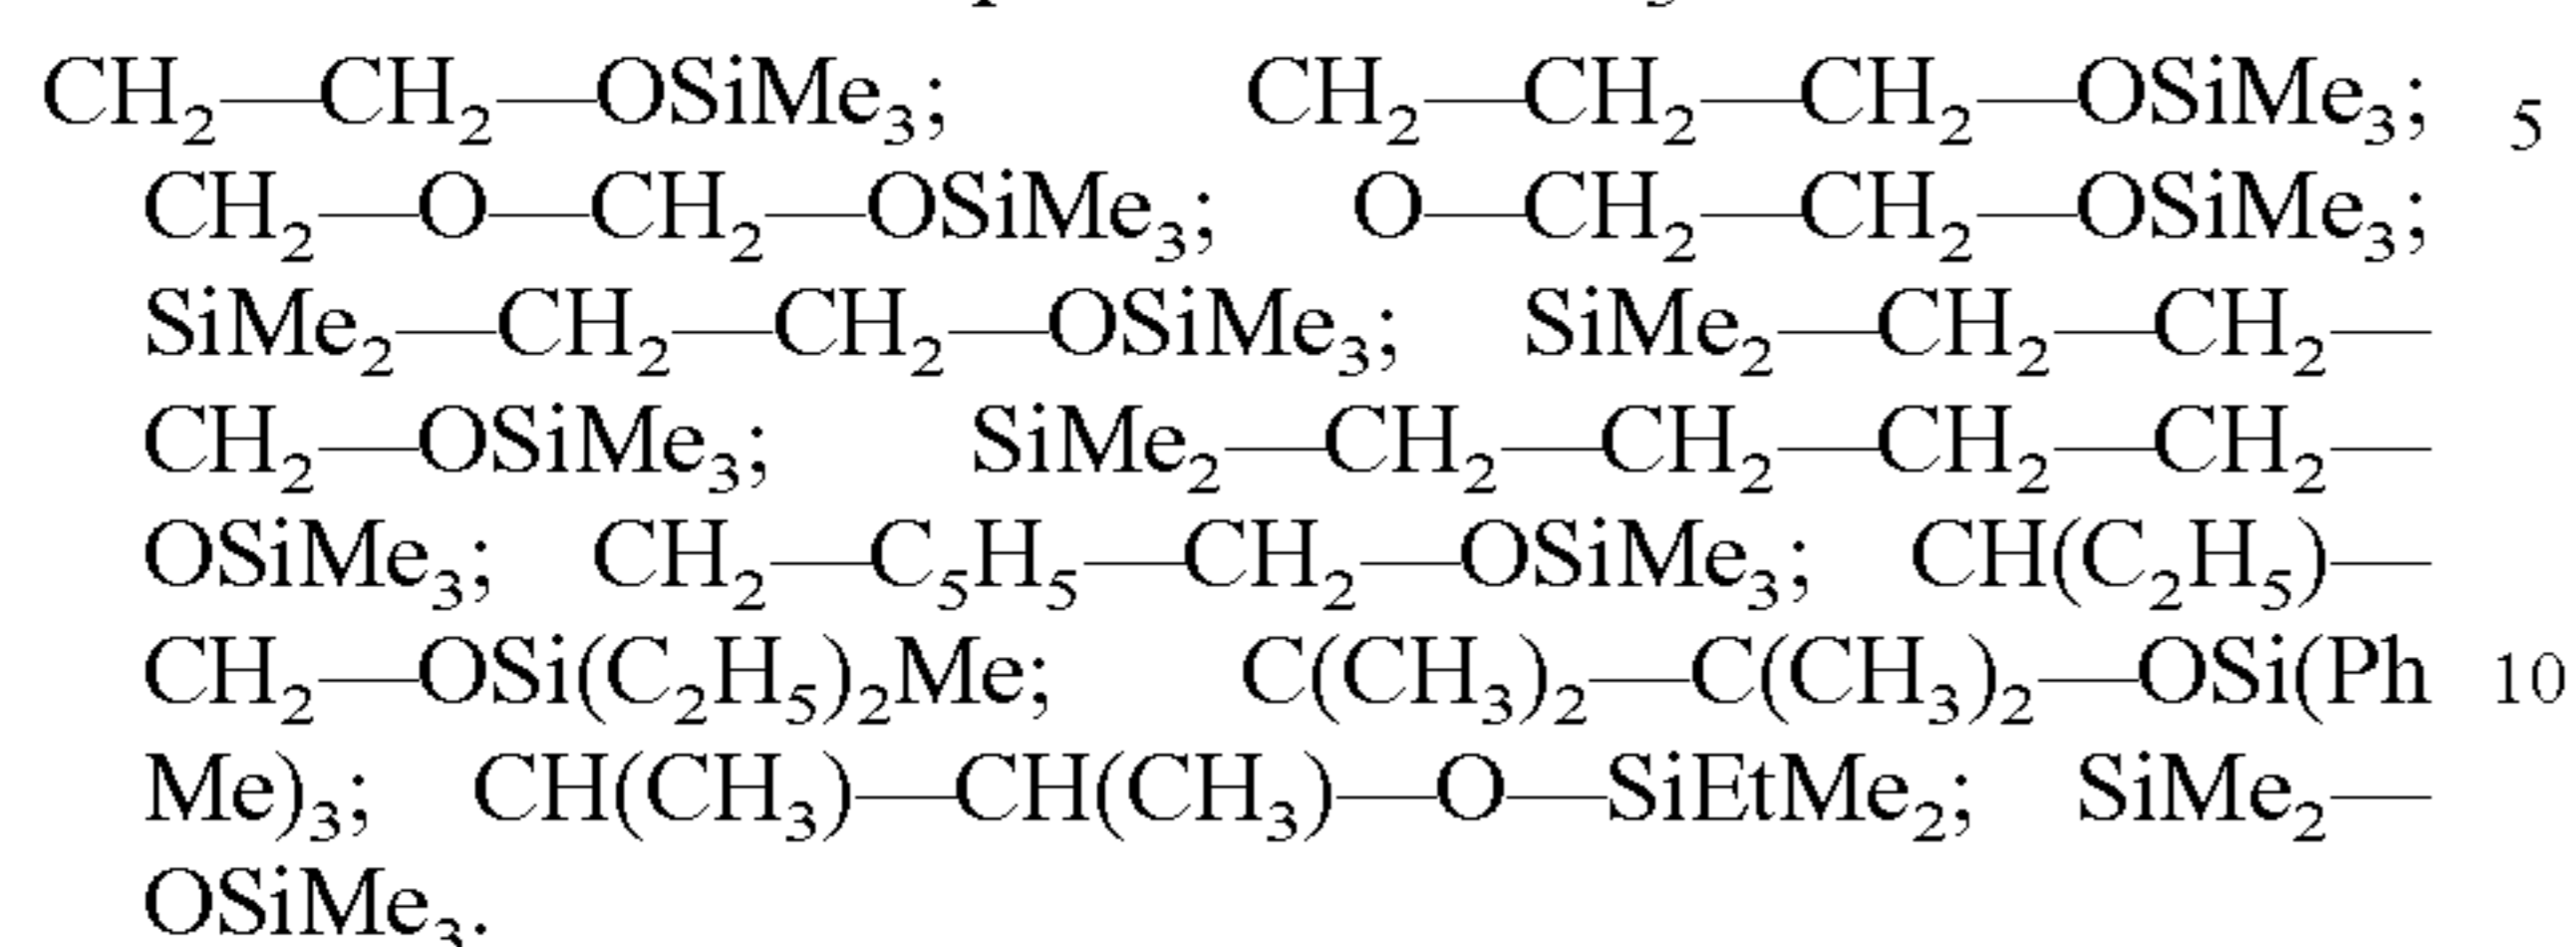 CH₂—CH₂—OSiMe₃; CH₂—CH₂—CH₂—OSiMe₃; 5
CH₂—O—CH₂—OSiMe₃; O—CH₂—CH₂—OSiMe₃;
SiMe₂—CH₂—CH₂—OSiMe₃; SiMe₂—CH₂—CH₂—
CH₂—OSiMe₃; SiMe₂—CH₂—CH₂—CH₂—CH₂—
OSiMe₃; CH₂—C₅H₅—CH₂—OSiMe₃; CH(C₂H₅)—
CH₂—OSi(C₂H₅)₂Me; C(CH₃)₂—C(CH₃)₂—OSi(Ph 10
Me)₃; CH(CH₃)—CH(CH₃)—O—SiEtMe₂; SiMe₂—
OSiMe₃.